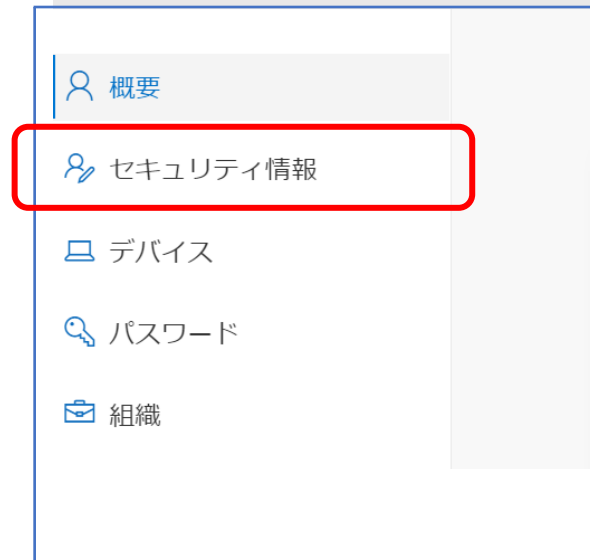 概要
セキュリティ情報
デバイス
パスワード
組織